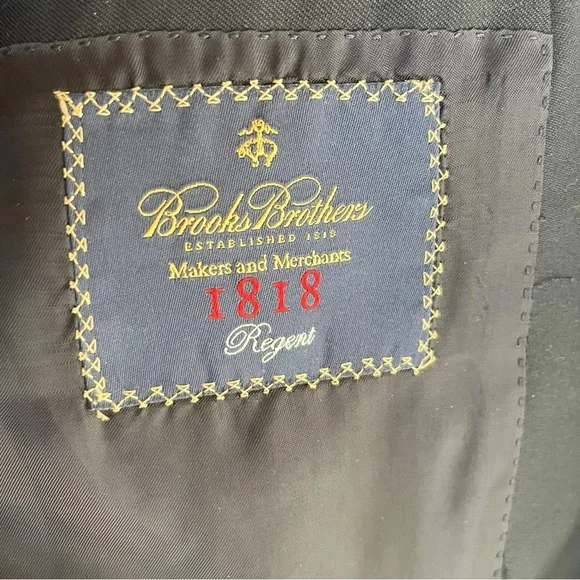 Brooks Brothers
ESTABLISHED 1818
Makers and Merchants
1818
Regent